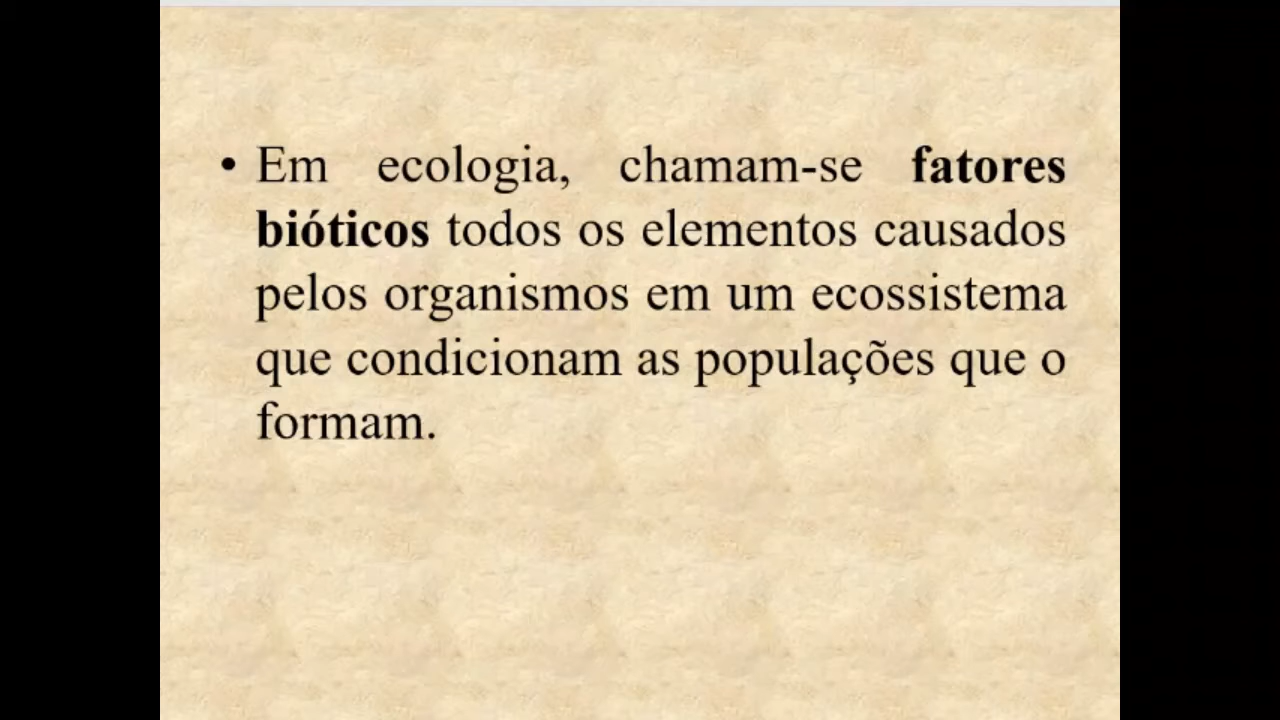 • Em ecologia, chamam-se fatores
bióticos todos os elementos causados
pelos organismos em um ecossistema
que condicionam as populações que o
formam.